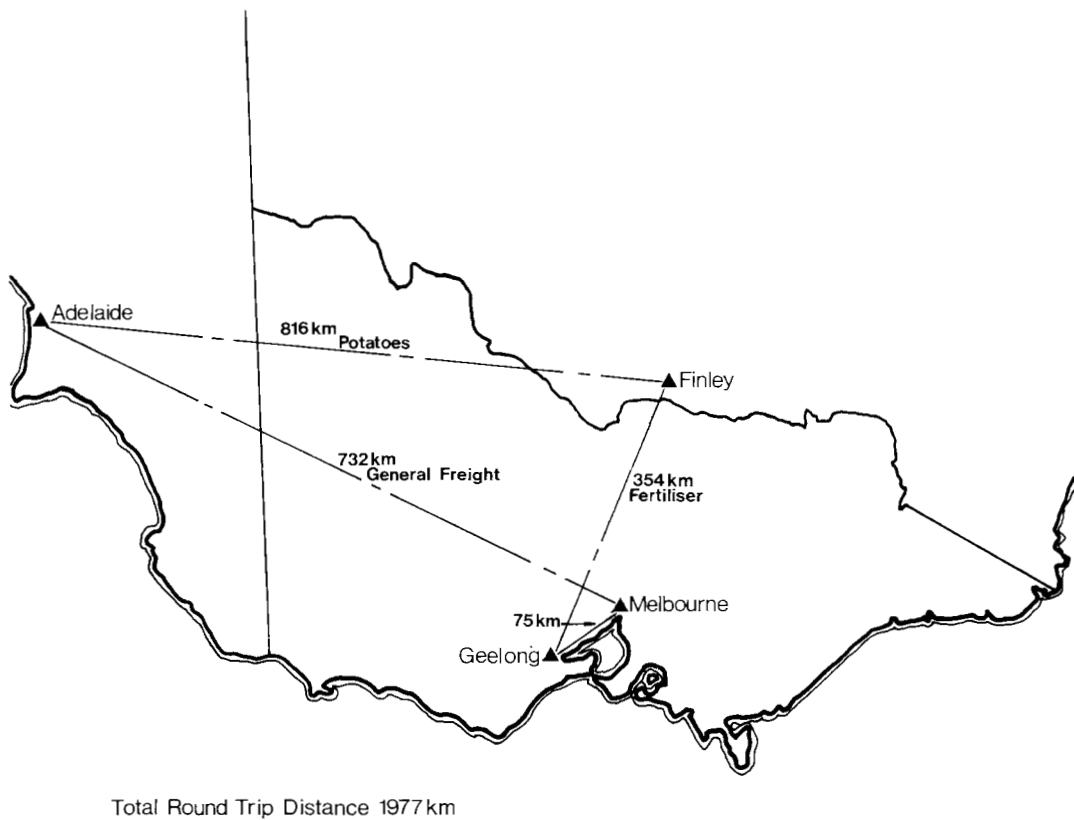 Adelaide
816 km
Potatoes
Finley
732 km
General Freight
354 km
Fertiliser
Melbourne
75 km
Geelong
Total Round Trip Distance 1977 km